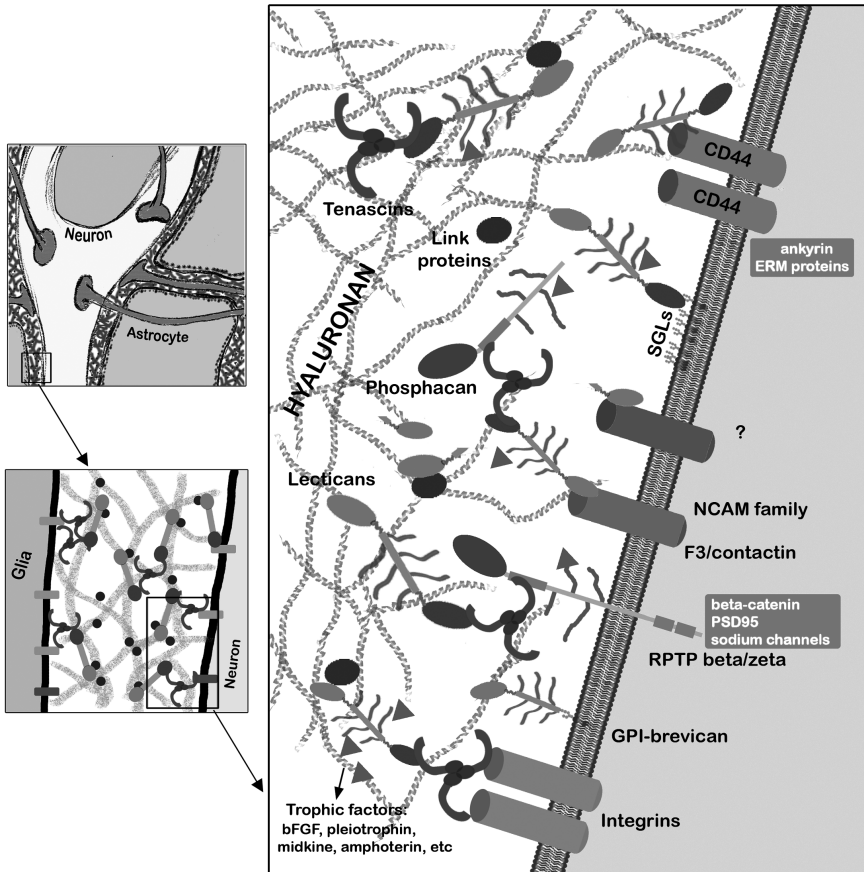 Neuron
Astrocyte
Glia
Neuron
CD44
CD44
Tenascins
ankyrin
ERM proteins
Link
proteins
HYALURONAN
SGLs
Phosphacan
?
Lecticans
NCAM family
F3/contactin
beta-catenin
PSD95
sodium channels
RPTP beta/zeta
GPI-brevican
Trophic factors:
bFGF, pleiotrophin,
midkine, amphoterin, etc
Integrins